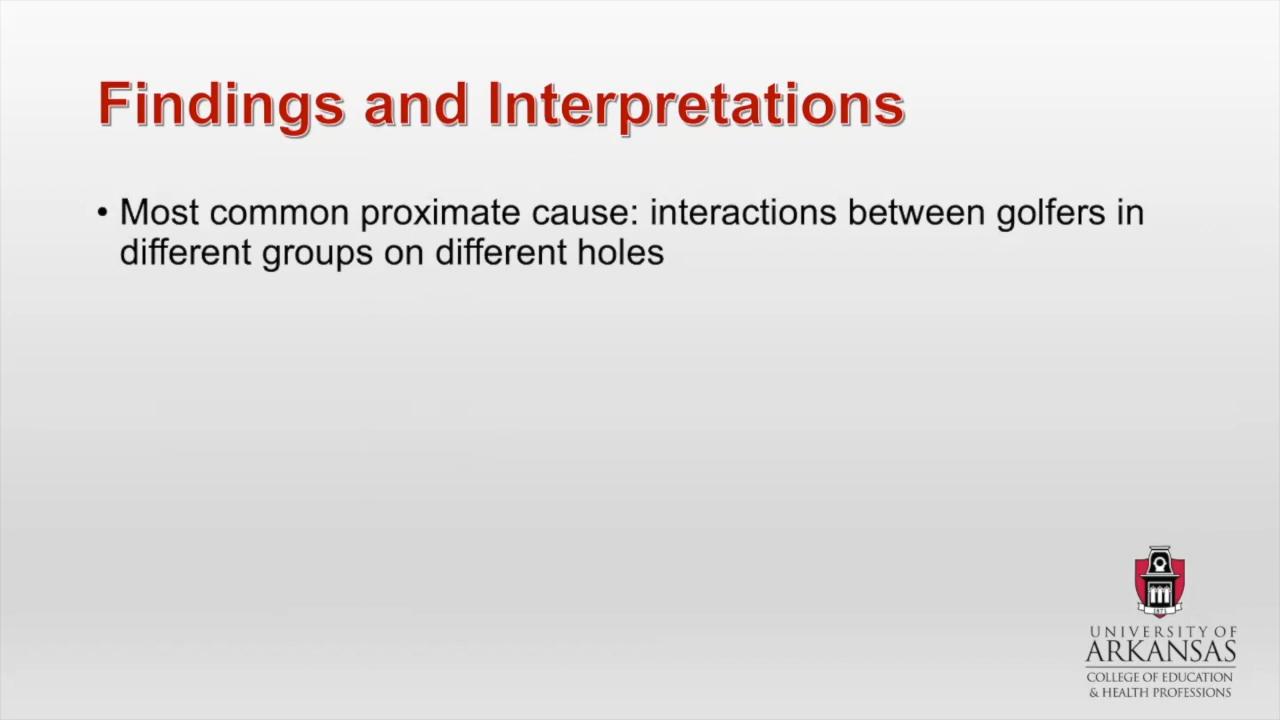 Findings and Interpretations
• Most common proximate cause: interactions between golfers in
different groups on different holes
1871
UNIVERSITY OF
ARKANSAS
COLLEGE OF EDUCATION
& HEALTH PROFESSIONS